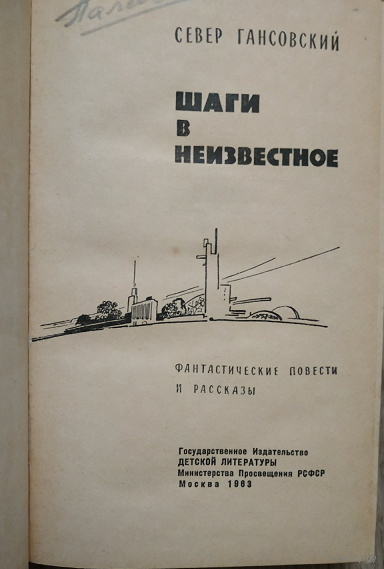 СЕВЕР ГАНСОВСКИЙ
ШАГИ
В
НЕИЗВЕСТНОЕ
ФАНТАСТИЧЕСКИЕ ПОВЕСТИ
И РАССКАЗЫ
Государственное Издательство
ДЕТСКОЙ ЛИТЕРАТУРЫ
Министерства Просвещения РСФСР
Москва 1963